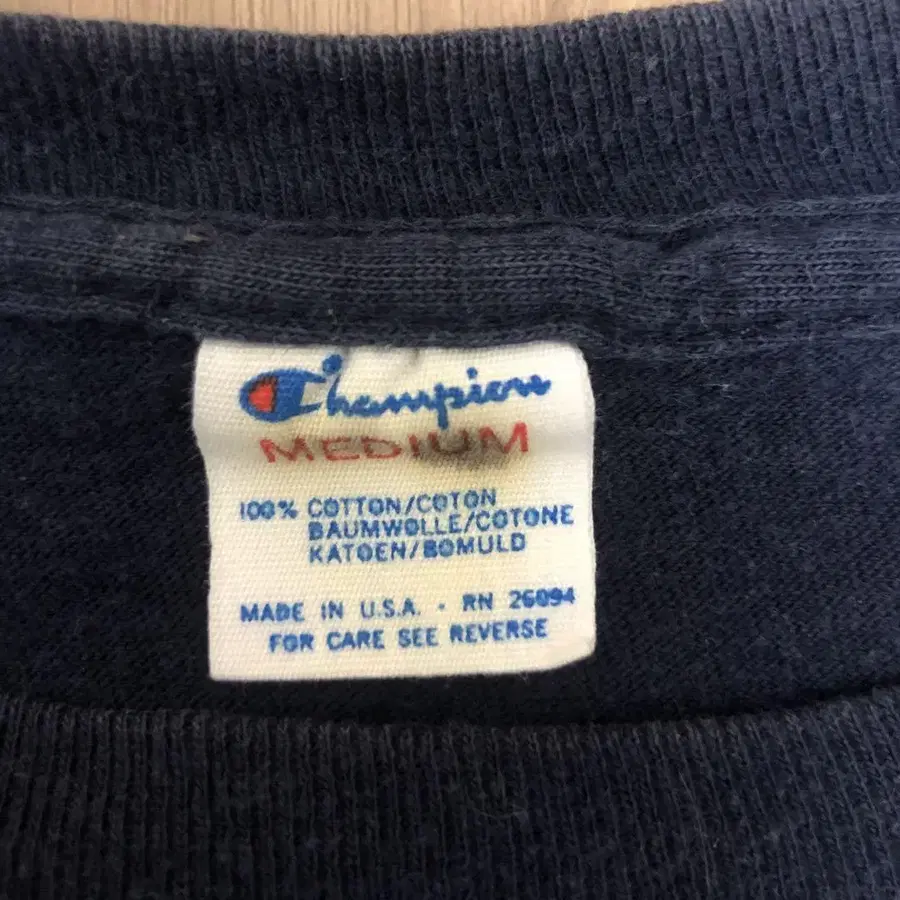 Champion
MEDIUM
100% COTTON/COTON
BAUMWOLLE/COTONE
KATOEN/BOMULD
MADE IN U.S.A. · RN 26094
FOR CARE SEE REVERSE